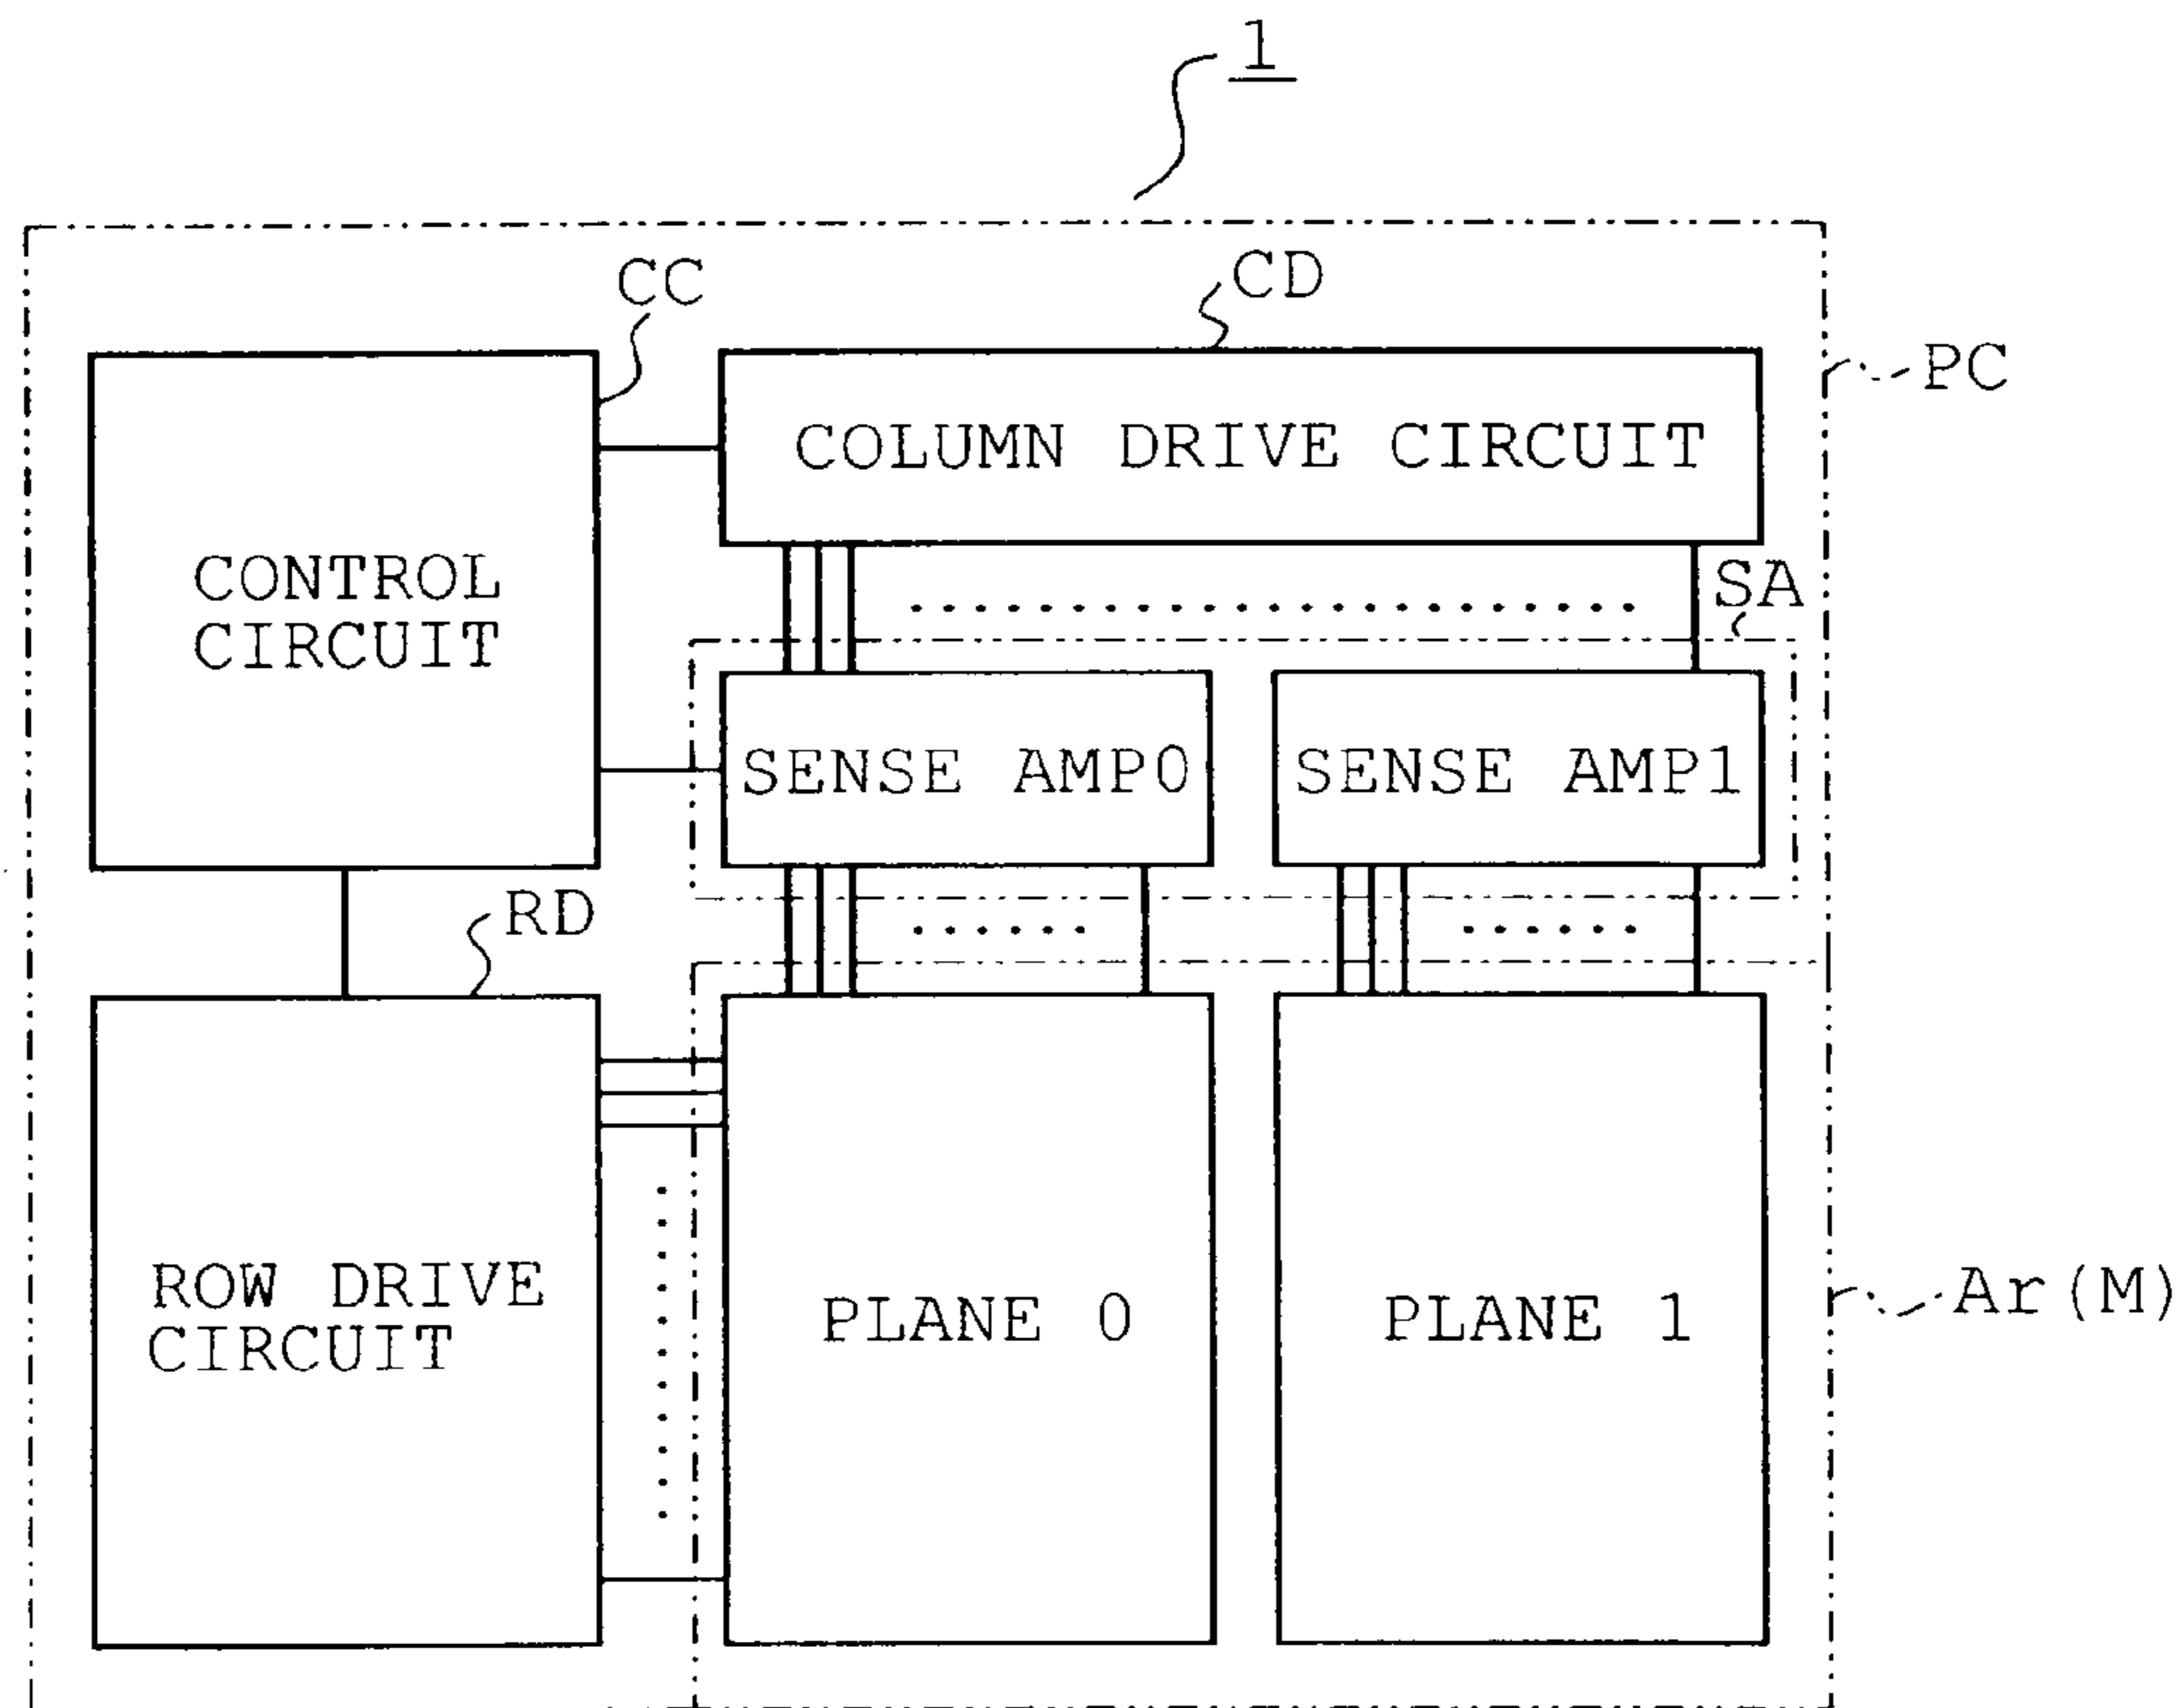 1
CC
CD
PC
COLUMN DRIVE CIRCUIT
CONTROL
CIRCUIT
SA
SENSE AMP0
SENSE AMP1
RD
ROW DRIVE
CIRCUIT
PLANE 0
PLANE 1
Ar(M)